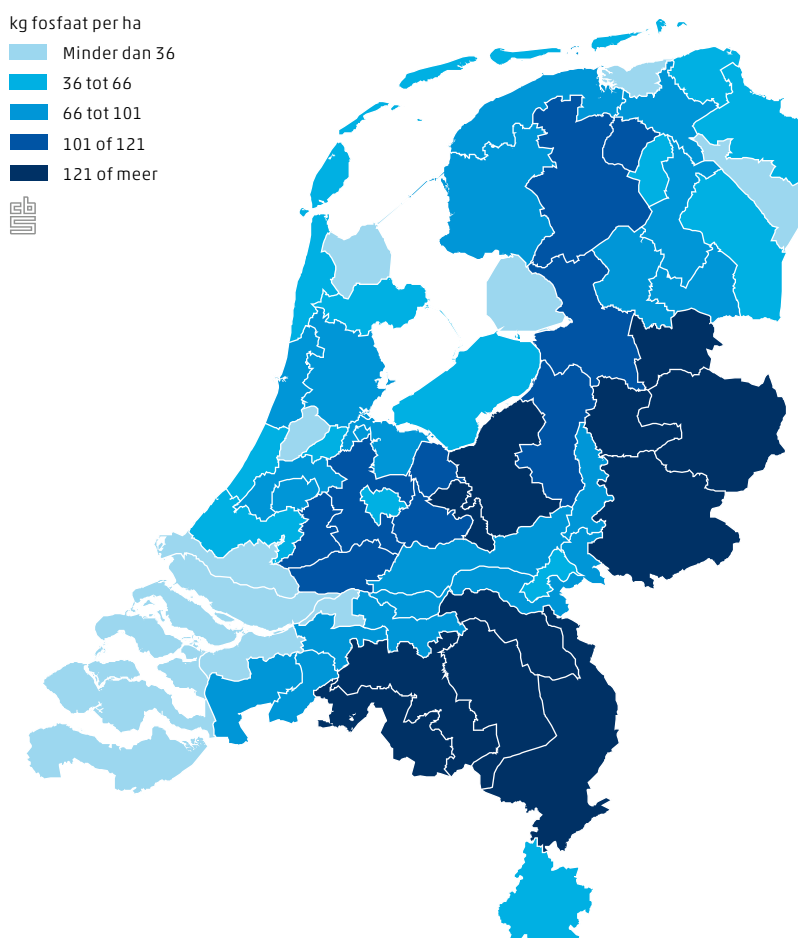 kg fosfaat per ha
Minder dan 36
36 tot 66
66 tot 101
101 of 121
121 of meer
cbs